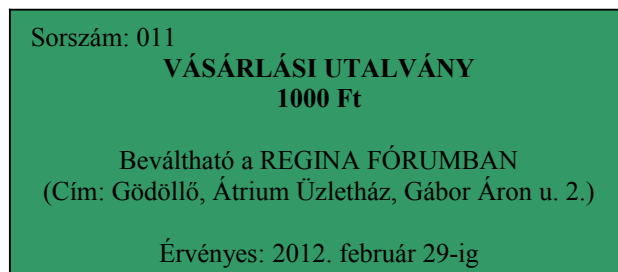 Sorszám: 011
VÁSÁRLÁSI UTALVÁNY
1000 Ft
Beváltható a REGINA FÓRUMBAN
(Cím: Gödöllő, Átrium Üzletház, Gábor Áron u. 2.)
Érvényes: 2012. február 29-ig